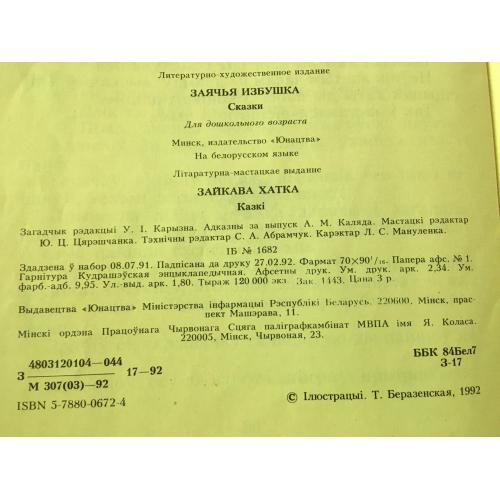 Литературно-художественное издание
ЗАЯЧЬЯ ИЗБУШКА
Сказки
Для дошкольного возраста
Минск, издательство «Юнацтва»
На белорусском языке
Літаратурна-мастацкае выданне
ЗАЙКАВА ХАТКА
Казкі
Загадчык рэдакцыі У. І. Карызна. Адказны за выпуск А. М. Каляда. Мастацкі рэдактар
Ю. Ц. Цярэшчанка. Тэхнічны рэдактар С. А. Абрамчук. Карэктар Л. С. Мануленка.
ІБ № 1682
Здадзена ў набор 08.07.91. Падпісана да друку 27.02.92. Фармат 70×90¹/₁₆. Папера афс. № 1.
Гарнітура Кудрашэўская энцыклапедычная. Афсетны друк. Ум. друк. арк. 2,34. Ум.
фарб.-адб. 9,95. Ул.-выд. арк. 1,80. Тыраж 120 000 экз. Зак. 1443. Цана 3 р.
Выдавецтва «Юнацтва» Міністэрства інфармацыі Рэспублікі Беларусь. 220600, Мінск, прас-
пект Машэрава, 11.
Мінскі ордэна Працоўнага Чырвонага Сцяга паліграфкамбінат МВПА імя Я. Коласа.
220005, Мінск, Чырвоная, 23.
З 4803120104—044 17—92
М 307(03)—92
ББК 84Бел7
З-17
ISBN 5-7880-0672-4
© Ілюстрацыі. Т. Беразенская, 1992